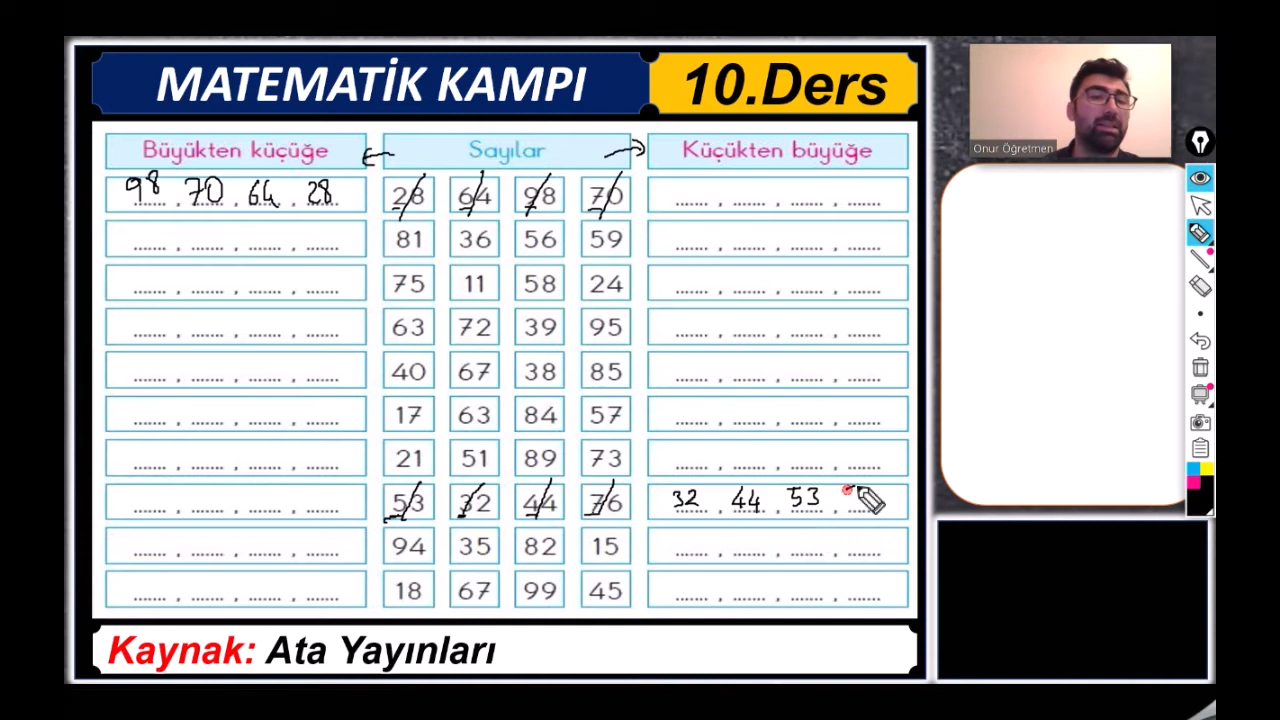 MATEMATİK KAMPI 10.Ders
Onur Öğretmen
Büyükten küçüğe Sayılar Küçükten büyüğe
98 70 64 28 28 64 98 70 ....... , ....... , ....... , .......
....... , ....... , ....... , ....... 81 36 56 59 ....... , ....... , ....... , .......
....... , ....... , ....... , ....... 75 11 58 24 ....... , ....... , ....... , .......
....... , ....... , ....... , ....... 63 72 39 95 ....... , ....... , ....... , .......
....... , ....... , ....... , ....... 40 67 38 85 ....... , ....... , ....... , .......
....... , ....... , ....... , ....... 17 63 84 57 ....... , ....... , ....... , .......
....... , ....... , ....... , ....... 21 51 89 73 ....... , ....... , ....... , .......
....... , ....... , ....... , ....... 53 32 44 76 32 , 44 , 53
....... , ....... , ....... , ....... 94 35 82 15 ....... , ....... , ....... , .......
....... , ....... , ....... , ....... 18 67 99 45 ....... , ....... , ....... , .......
Kaynak: Ata Yayınları